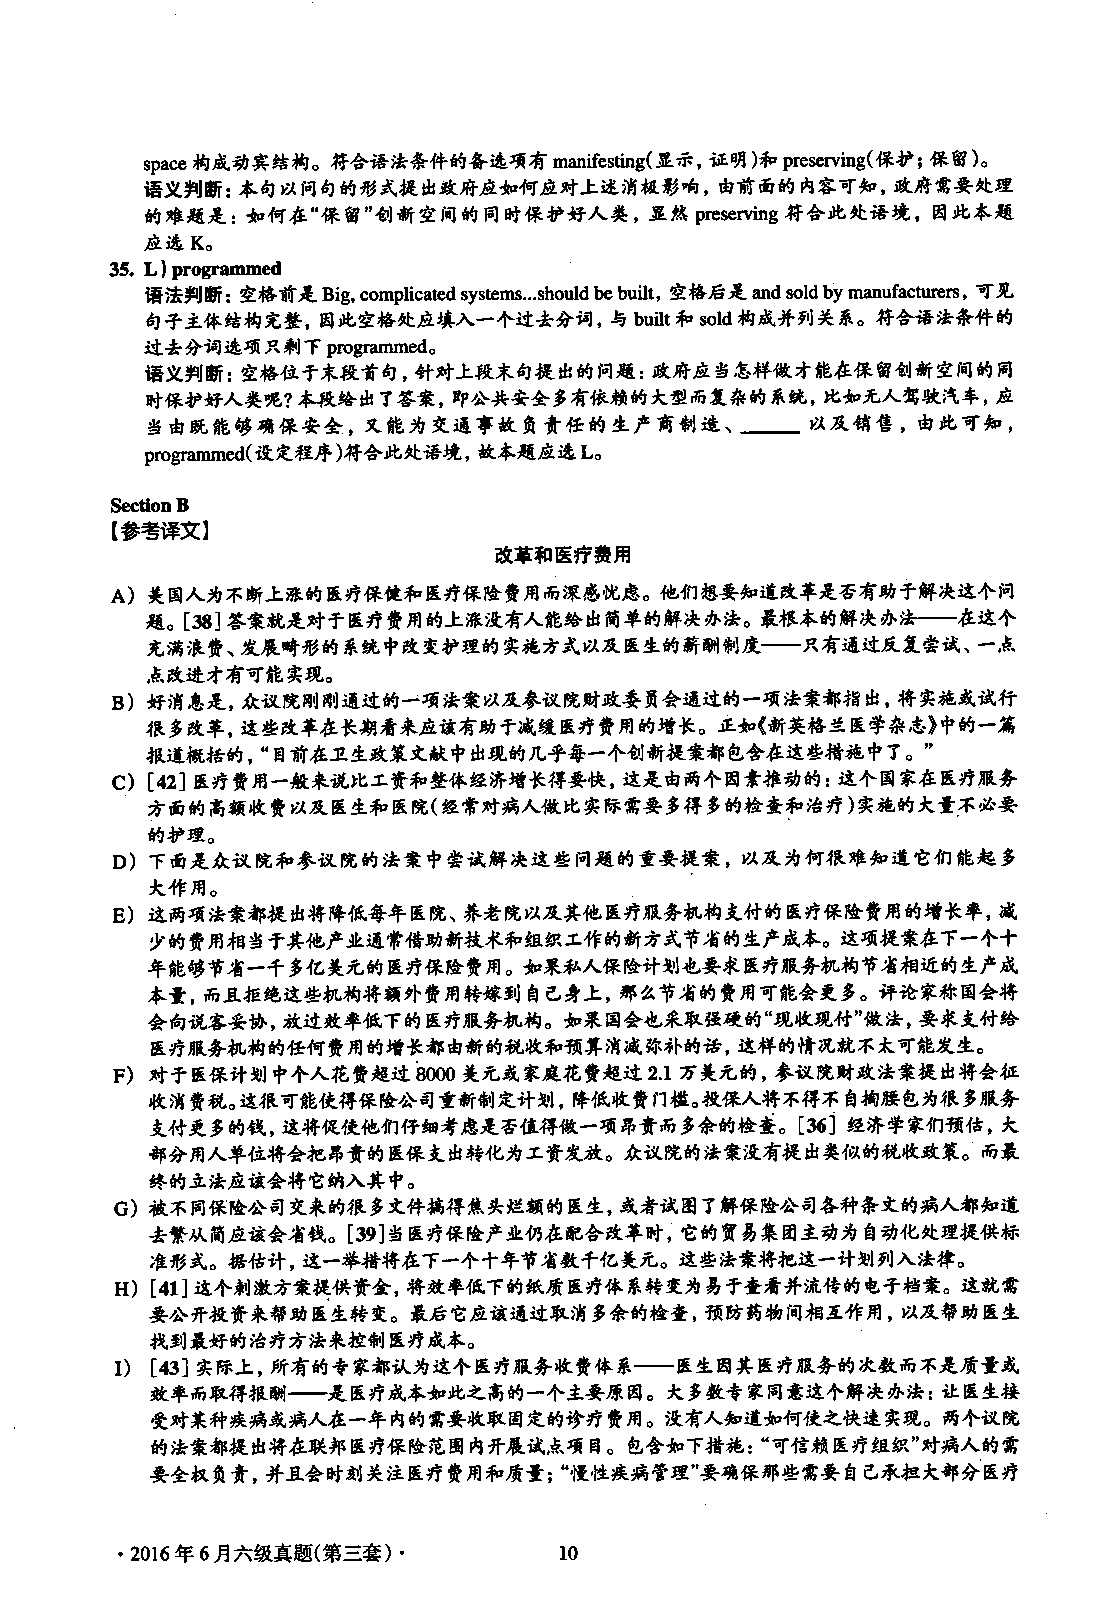 space 构成动宾结构。符合语法条件的备选项有 manifesting(显示,证明)和 preserving(保护;保留)。
语义判断:本句以问句的形式提出政府应如何应对上述消极影响,由前面的内容可知,政府需要处理
的难题是:如何在“保留”创新空间的同时保护好人类,显然 preserving 符合此处语境,因此本题
应选 K。
35. L) programmed
语法判断:空格前是 Big, complicated systems...should be built,空格后是 and sold by manufacturers,可见
句子主体结构完整,因此空格处应填入一个过去分词,与 built 和 sold 构成并列关系。符合语法条件的
过去分词选项只剩下 programmed。
语义判断:空格位于末段首句,针对上段末句提出的问题:政府应当怎样做才能在保留创新空间的同
时保护好人类呢?本段给出了答案,即公共安全多有依赖的大型而复杂的系统,比如无人驾驶汽车,应
当由既能够确保安全,又能为交通事故负责任的生产商制造、______ 以及销售,由此可知,
programmed(设定程序)符合此处语境,故本题应选 L。
Section B
【参考译文】
改革和医疗费用
A) 美国人为不断上涨的医疗保健和医疗保险费用而深感忧虑。他们想要知道改革是否有助于解决这个问
题。[38]答案就是对于医疗费用的上涨没有人能给出简单的解决办法。最根本的解决办法——在这个
充满浪费、发展畸形的系统中改变护理的实施方式以及医生的薪酬制度——只有通过反复尝试、一点
点改进才有可能实现。
B) 好消息是,众议院刚刚通过的一项法案以及参议院财政委员会通过的一项法案都指出,将实施或试行
很多改革,这些改革在长期看来应该有助于减缓医疗费用的增长。正如《新英格兰医学杂志》中的一篇
报道概括的,“目前在卫生政策文献中出现的几乎每一个创新提案都包含在这些措施中了。”
C) [42]医疗费用一般来说比工资和整体经济增长得要快,这是由两个因素推动的:这个国家在医疗服务
方面的高额收费以及医生和医院(经常对病人做比实际需要多得多的检查和治疗)实施的大量不必要
的护理。
D) 下面是众议院和参议院的法案中尝试解决这些问题的重要提案,以及为何很难知道它们能起多
大作用。
E) 这两项法案都提出将降低每年医院、养老院以及其他医疗服务机构支付的医疗保险费用的增长率,减
少的费用相当于其他产业通常借助新技术和组织工作的新方式节省的生产成本。这项提案在下一个十
年能够节省一千多亿美元的医疗保险费用。如果私人保险计划也要求医疗服务机构节省相近的生产成
本量,而且拒绝这些机构将额外费用转嫁到自己身上,那么节省的费用可能会更多。评论家称国会将
会向说客妥协,放过效率低下的医疗服务机构。如果国会也采取强硬的“现收现付”做法,要求支付给
医疗服务机构的任何费用的增长都由新的税收和预算消减弥补的话,这样的情况就不太可能发生。
F) 对于医保计划中个人花费超过 8000 美元或家庭花费超过 2.1 万美元的,参议院财政法案提出将会征
收消费税。这很可能使得保险公司重新制定计划,降低收费门槛。投保人将不得不自掏腰包为很多服务
支付更多的钱,这将促使他们仔细考虑是否值得做一项昂贵而多余的检查。[36] 经济学家们预估,大
部分用人单位将会把昂贵的医保支出转化为工资发放。众议院的法案没有提出类似的税收政策。而最
终的立法应该会将它纳入其中。
G) 被不同保险公司交来的很多文件搞得焦头烂额的医生,或者试图了解保险公司各种条文的病人都知道
去繁从简应该会省钱。[39]当医疗保险产业仍在配合改革时,它的贸易集团主动为自动化处理提供标
准形式。据估计,这一举措将在下一个十年节省数千亿美元。这些法案将把这一计划列入法律。
H) [41]这个刺激方案提供资金,将效率低下的纸质医疗体系转变为易于查看并流传的电子档案。这就需
要公开投资来帮助医生转变。最后它应该通过取消多余的检查,预防药物间相互作用,以及帮助医生
找到最好的治疗方法来控制医疗成本。
I) [43]实际上,所有的专家都认为这个医疗服务收费体系——医生因其医疗服务的次数而不是质量或
效率而取得报酬——是医疗成本如此之高的一个主要原因。大多数专家同意这个解决办法:让医生接
受对某种疾病或病人在一年内的需要收取固定的诊疗费用。没有人知道如何使之快速实现。两个议院
的法案都提出将在联邦医疗保险范围内开展试点项目。包含如下措施:“可信赖医疗组织”对病人的需
要全权负责,并且会时刻关注医疗费用和质量;“慢性疾病管理”要确保那些需要自己承担大部分医疗
·2016 年 6 月六级真题(第三套)· 10